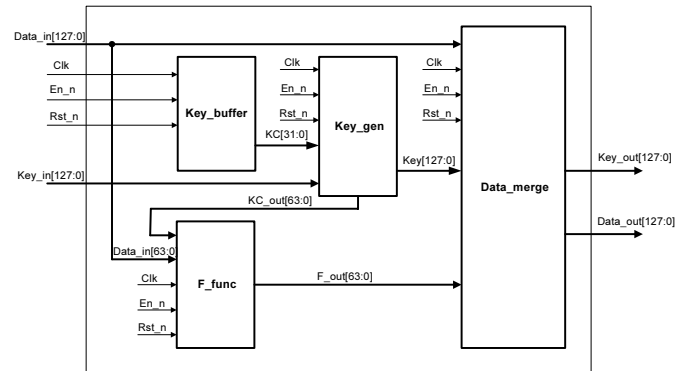 Data_in[127:0]
Clk
En_n
Rst_n
Key_buffer
Clk
En_n
Rst_n
Key_gen
Clk
En_n
Rst_n
KC[31:0]
Key_in[127:0]
Key[127:0]
Data_merge
Key_out[127:0]
KC_out[63:0]
Data_out[127:0]
Data_in[63:0]
Clk
En_n
Rst_n
F_func
F_out[63:0]